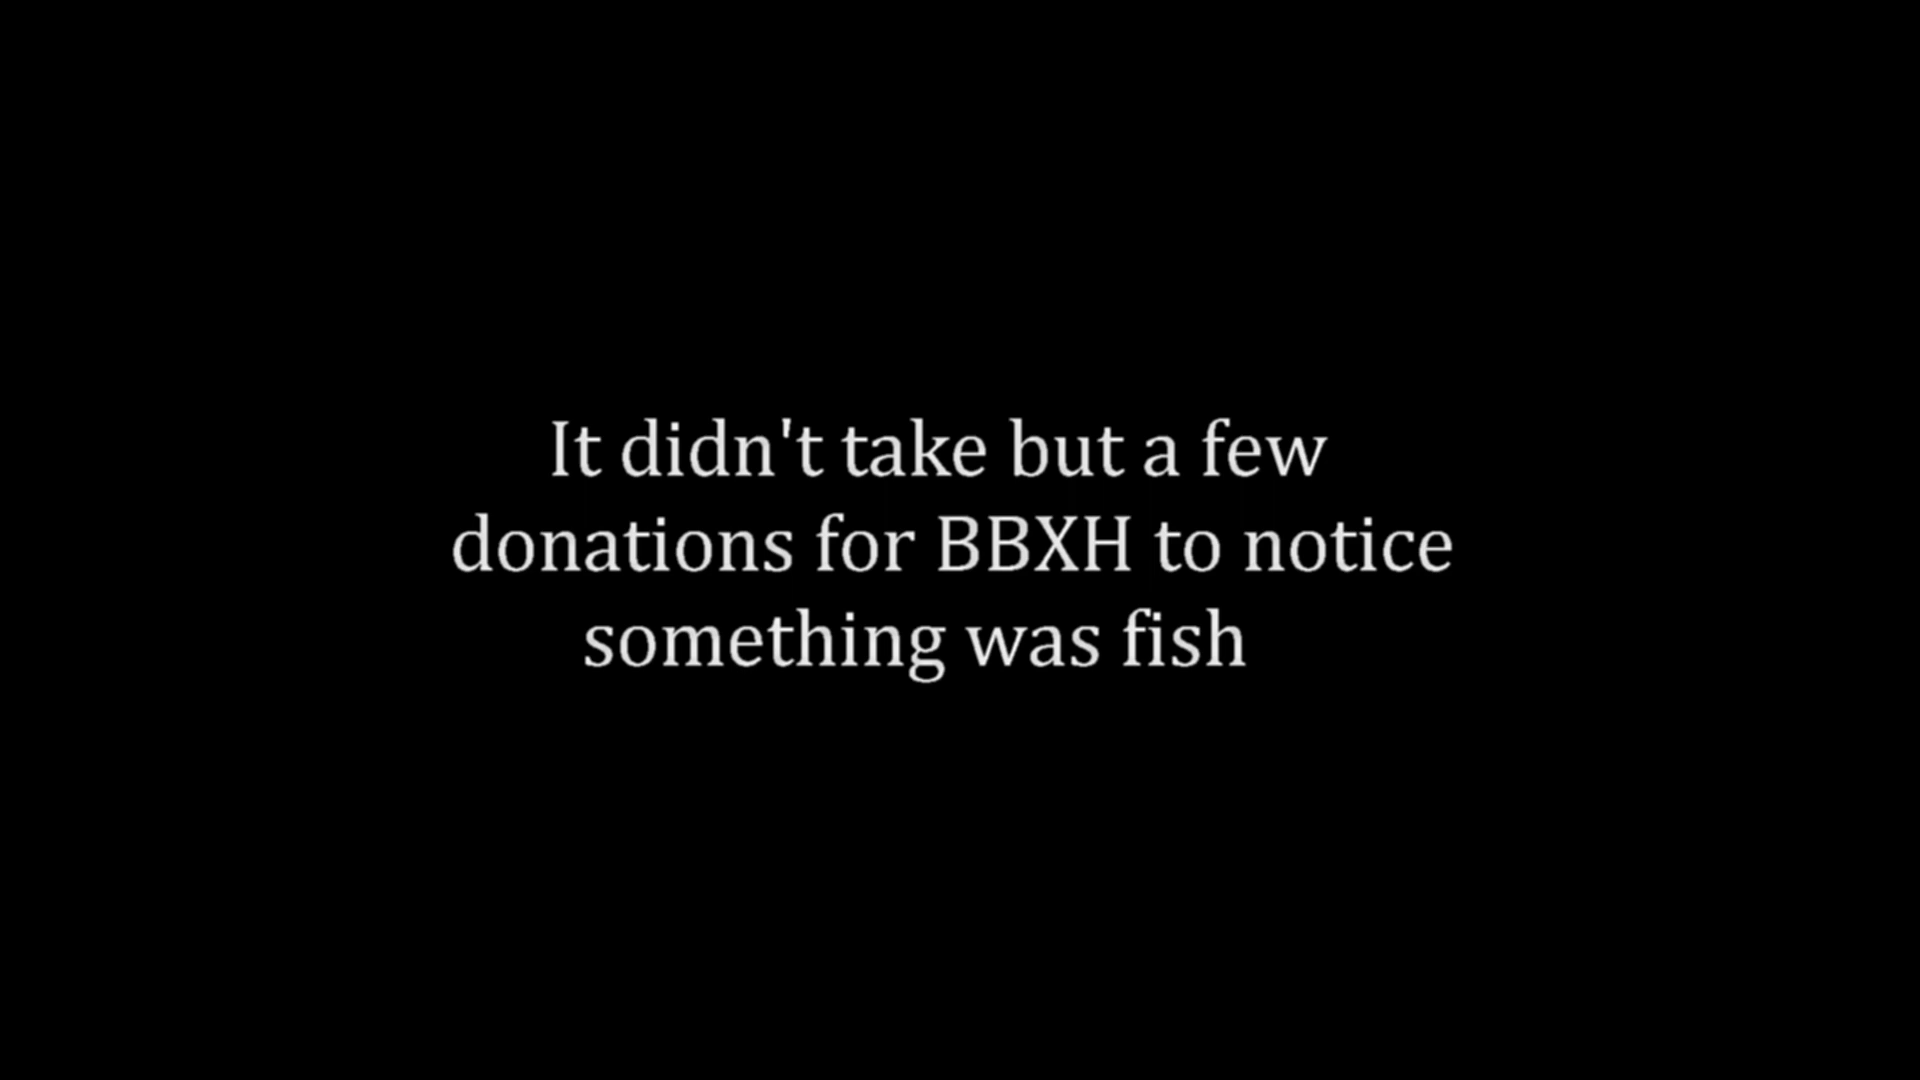 It didn't take but a few
donations for BBXH to notice
something was fish